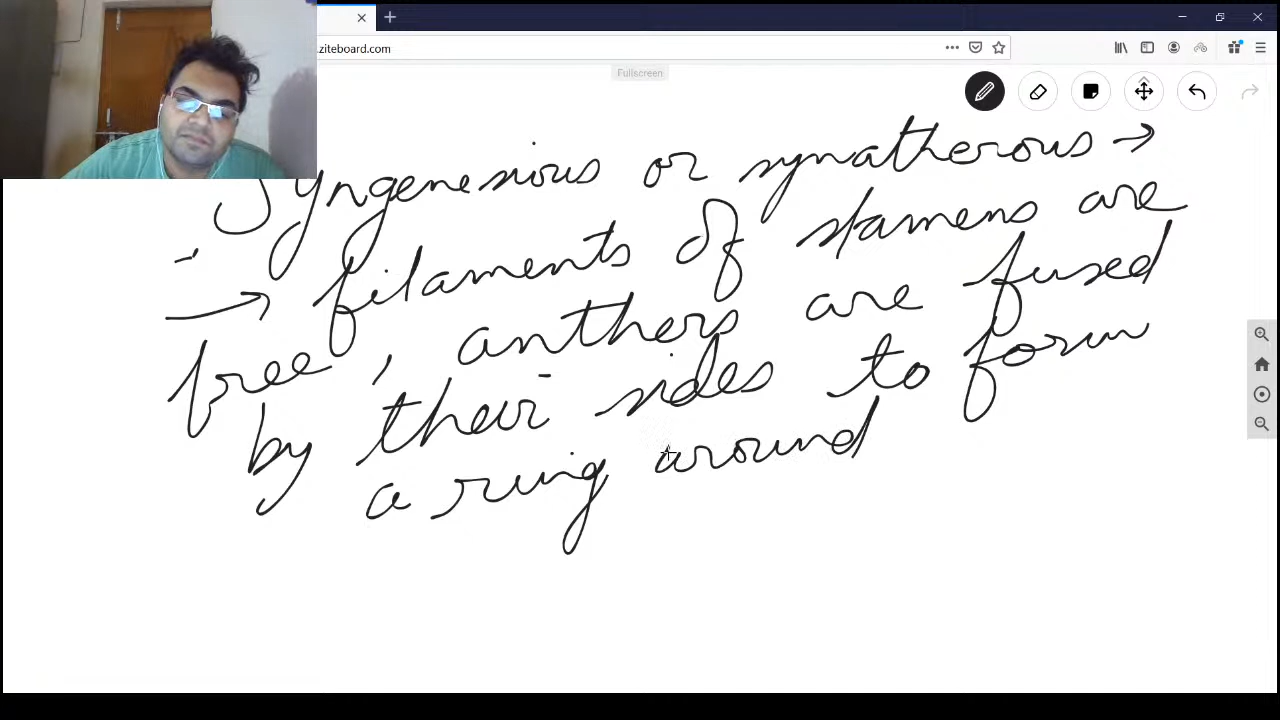 .ziteboard.com
Fullscreen
Syngenesious or synatherous →
→ filaments of stamens are
free, anthers are fused
by their sides to form
a ring around